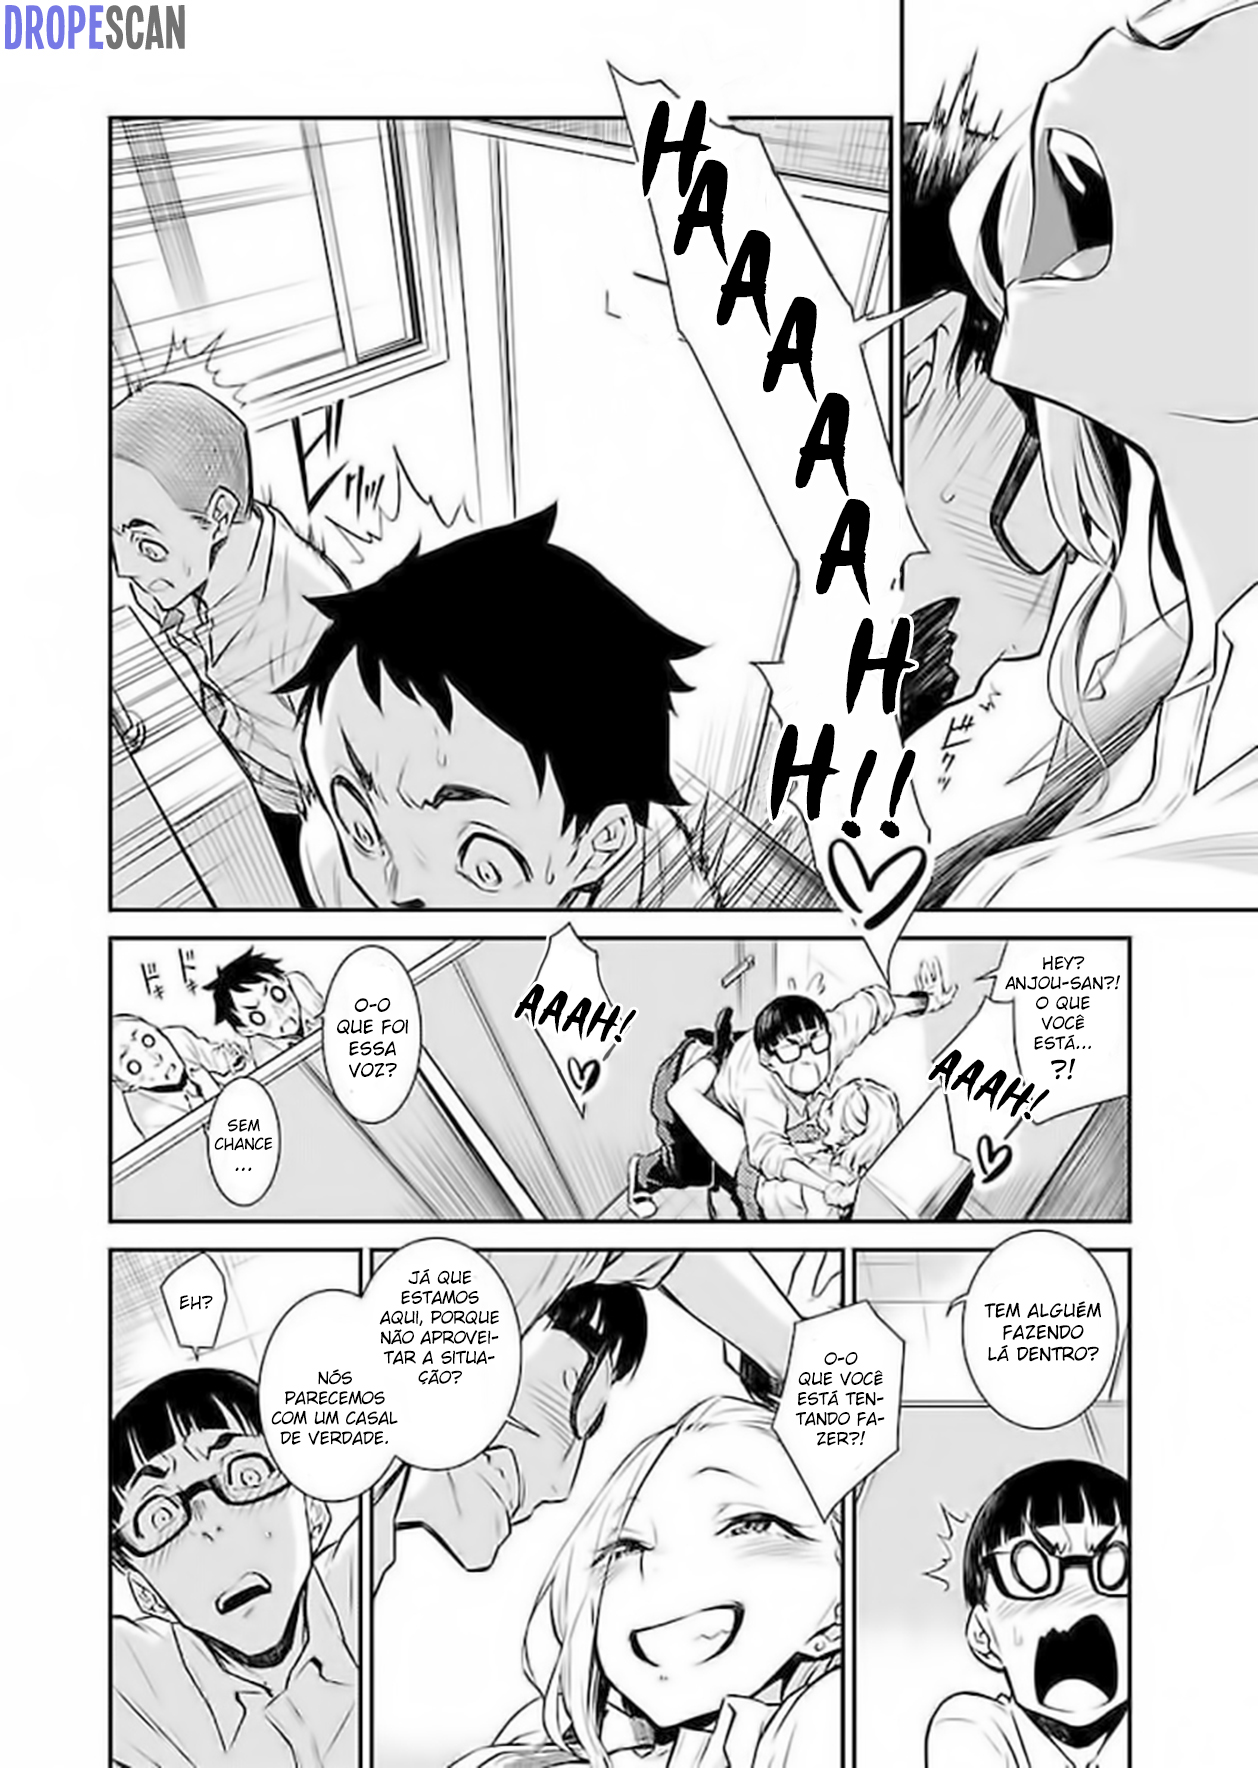 DROPESCAN
HAAAAAHH!!
HEY?
ANJOU-SAN?!
O QUE
VOCÊ
ESTÁ...
?!
AAAH!
AAAH!
O-O
QUE FOI
ESSA
VOZ?
SEM
CHANCE
...
TEM ALGUÉM
FAZENDO
LÁ DENTRO?
O-O
QUE VOCÊ
ESTÁ TEN-
TANDO FA-
ZER?!
JÁ QUE
ESTAMOS
AQUI, PORQUE
NÃO APROVEI-
TAR A SITUA-
ÇÃO?
NÓS
PARECEMOS
COM UM CASAL
DE VERDADE.
EH?